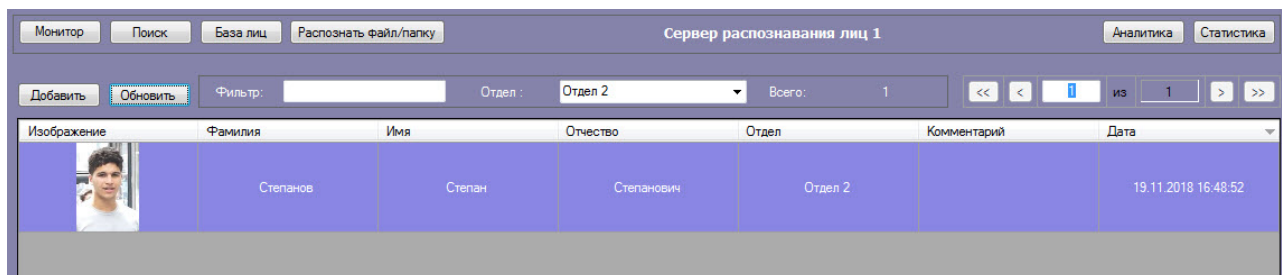 Монитор Поиск База лиц Распознать файл/папку Сервер распознавания лиц 1 Аналитика Статистика
Добавить Обновить Фильтр: Отдел : Отдел 2 Всего: 1 << < 1 из 1 > >>
Изображение Фамилия Имя Отчество Отдел Комментарий Дата
Степанов Степан Степанович Отдел 2 19.11.2018 16:48:52